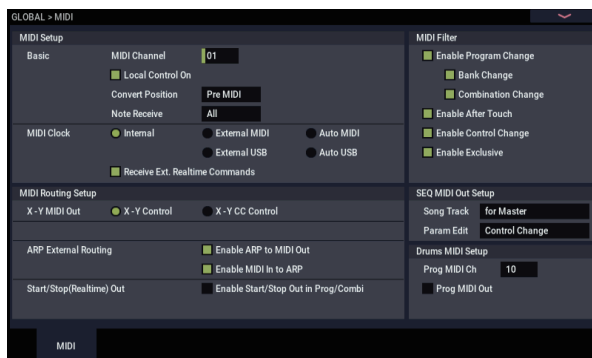 GLOBAL > MIDI
MIDI Setup
Basic MIDI Channel 01
Local Control On
Convert Position Pre MIDI
Note Receive All
MIDI Clock Internal External MIDI Auto MIDI
External USB Auto USB
Receive Ext. Realtime Commands
MIDI Filter
Enable Program Change
Bank Change
Combination Change
Enable After Touch
Enable Control Change
Enable Exclusive
MIDI Routing Setup
X-Y MIDI Out X-Y Control X-Y CC Control
ARP External Routing Enable ARP to MIDI Out
Enable MIDI In to ARP
Start/Stop(Realtime) Out Enable Start/Stop Out in Prog/Combi
SEQ MIDI Out Setup
Song Track for Master
Param Edit Control Change
Drums MIDI Setup
Prog MIDI Ch 10
Prog MIDI Out
MIDI